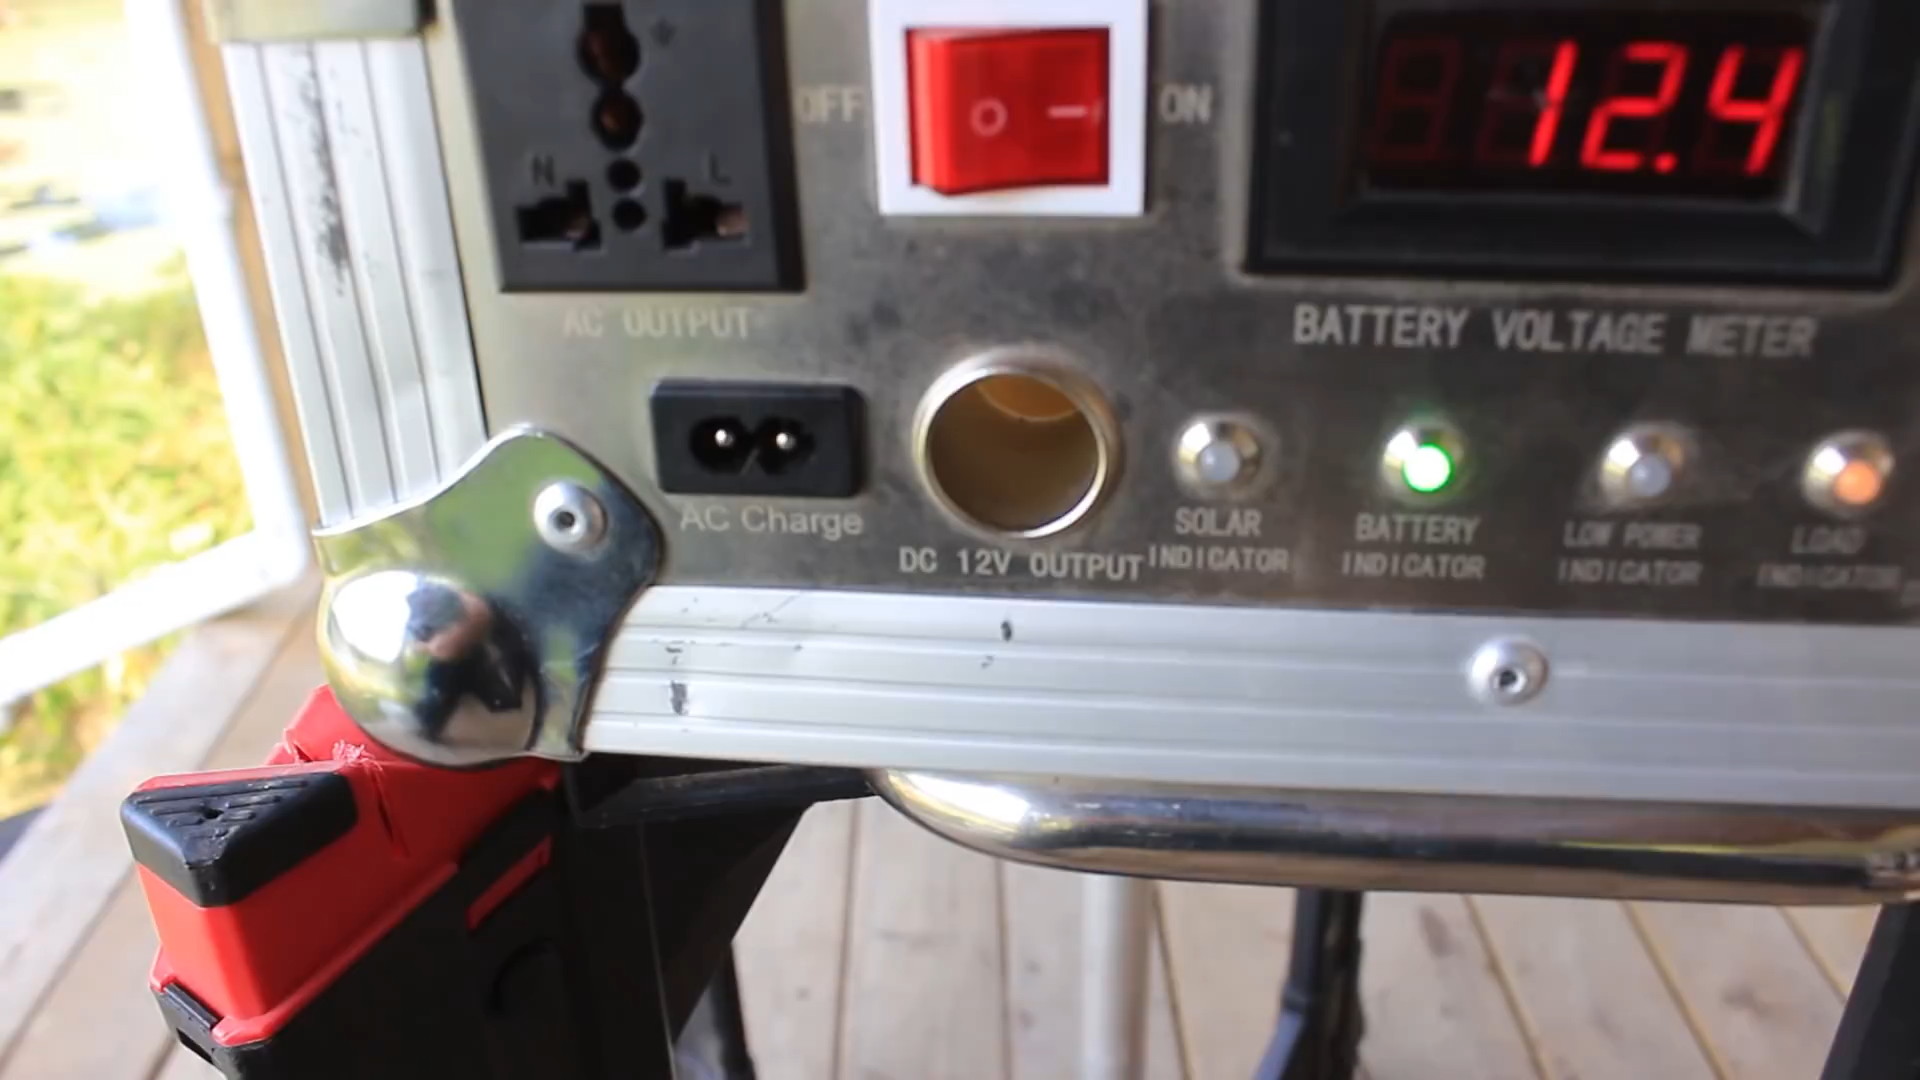 OFF
ON
12.4
N
L
AC OUTPUT
BATTERY VOLTAGE METER
AC Charge
DC 12V OUTPUT
SOLAR
INDICATOR
BATTERY
INDICATOR
LOW POWER
INDICATOR
LOAD
INDICATOR